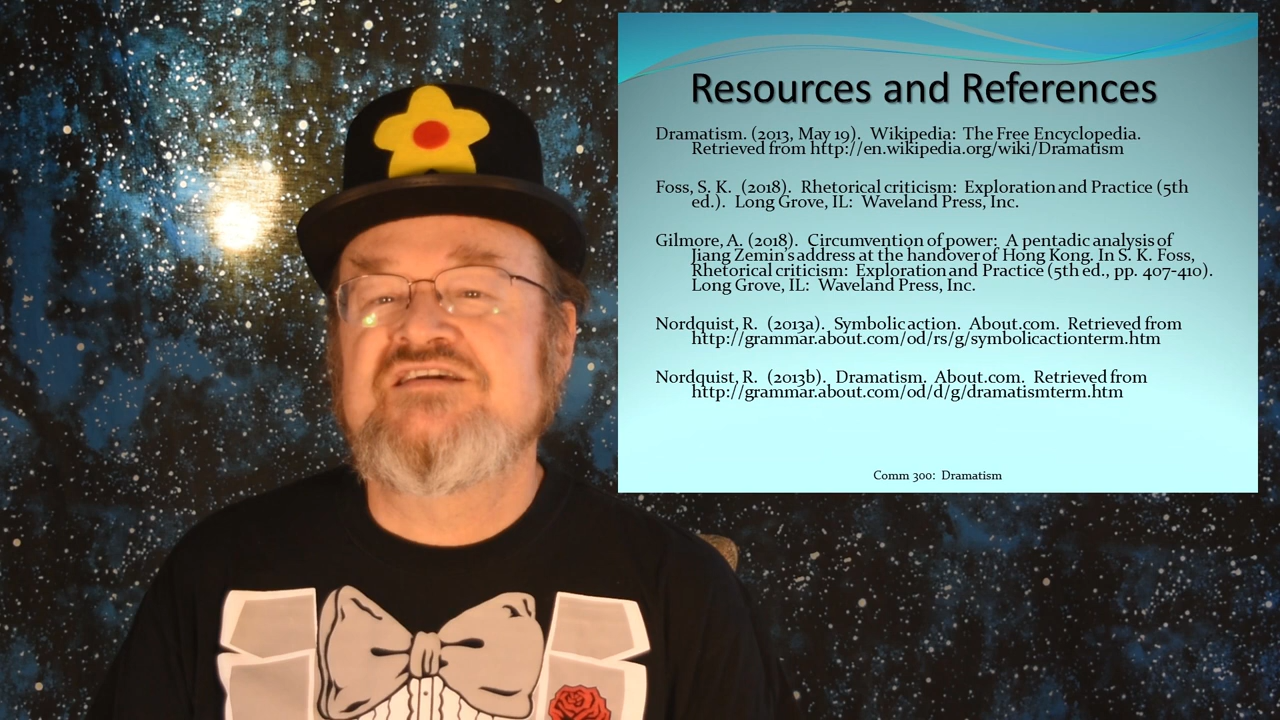 Resources and References
Dramatism. (2013, May 19). Wikipedia: The Free Encyclopedia.
Retrieved from http://en.wikipedia.org/wiki/Dramatism
Foss, S. K. (2018). Rhetorical criticism: Exploration and Practice (5th
ed.). Long Grove, IL: Waveland Press, Inc.
Gilmore, A. (2018). Circumvention of power: A pentadic analysis of
Jiang Zemin's address at the handover of Hong Kong. In S. K. Foss,
Rhetorical criticism: Exploration and Practice (5th ed., pp. 407-410).
Long Grove, IL: Waveland Press, Inc.
Nordquist, R. (2013a). Symbolic action. About.com. Retrieved from
http://grammar.about.com/od/rs/g/symbolicactionterm.htm
Nordquist, R. (2013b). Dramatism. About.com. Retrieved from
http://grammar.about.com/od/d/g/dramatismterm.htm
Comm 300: Dramatism